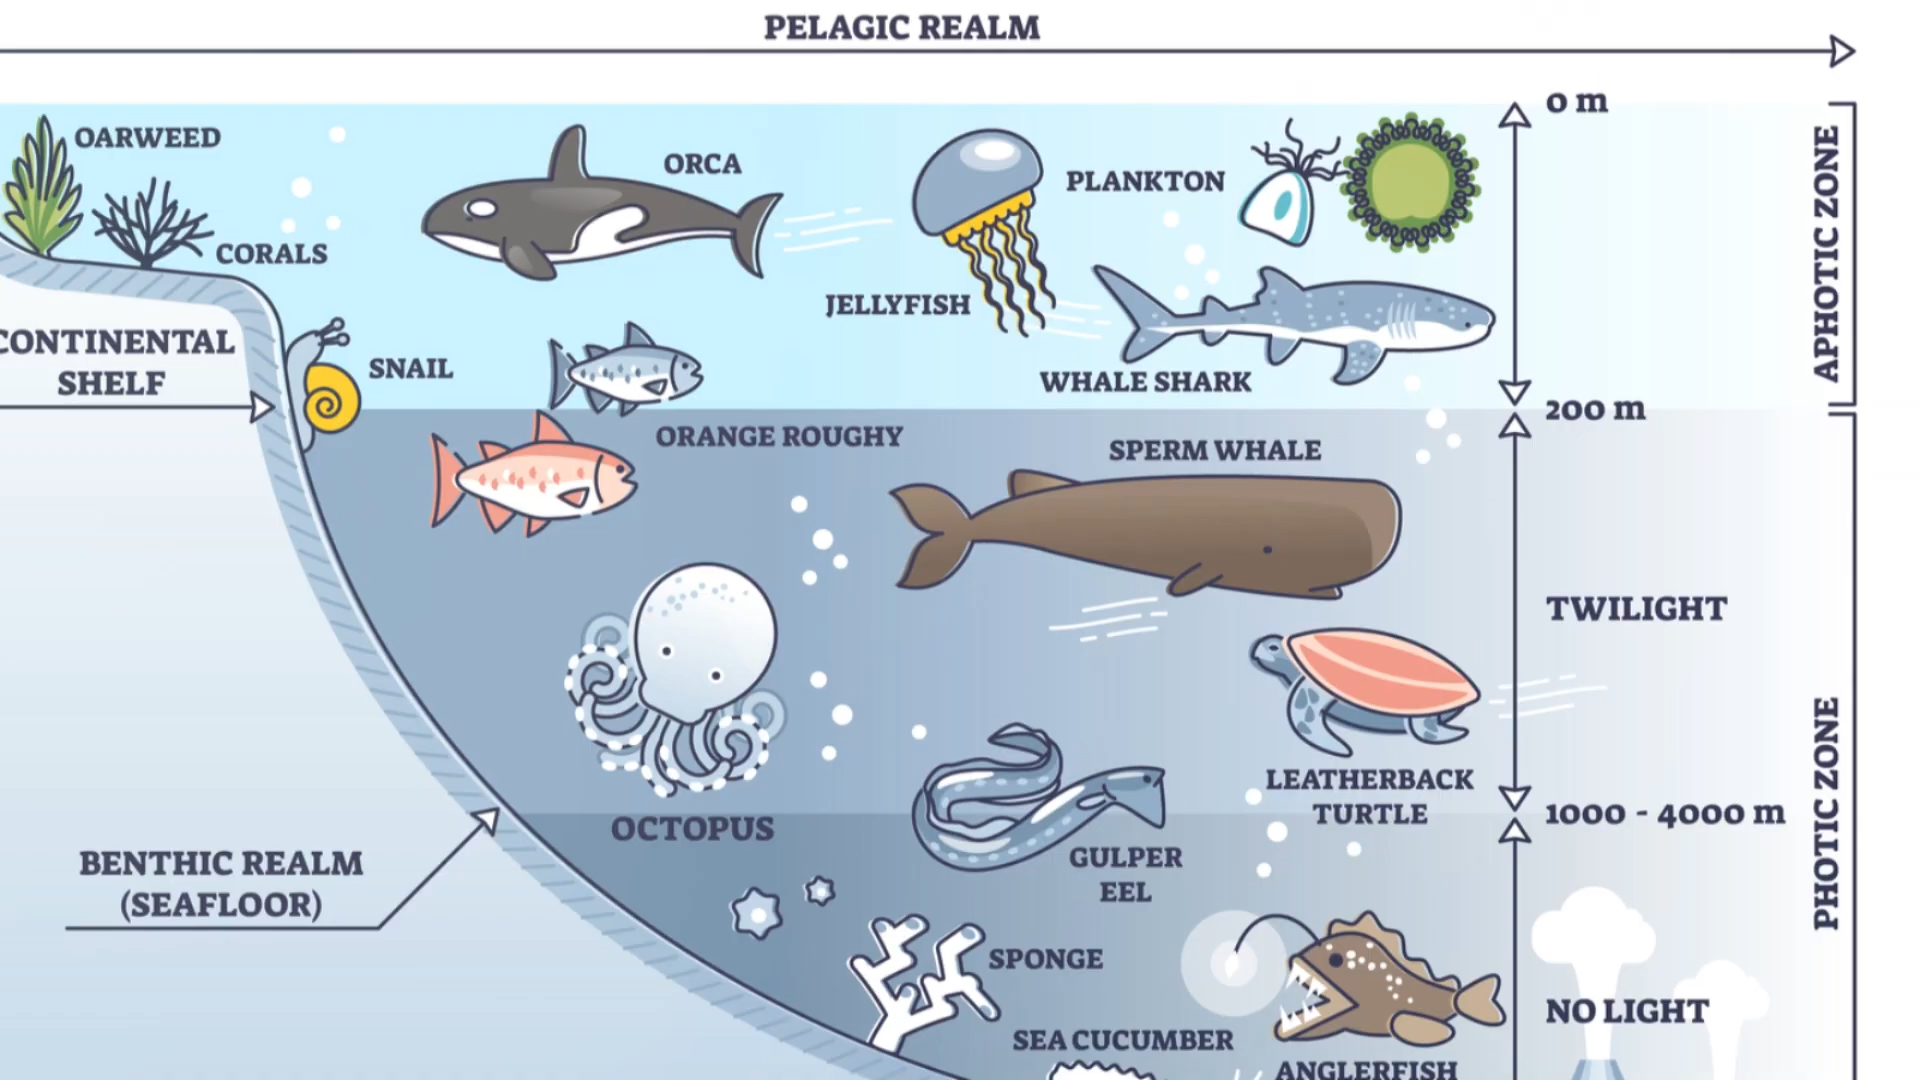 PELAGIC REALM
0 m
OARWEED
ORCA
PLANKTON
CORALS
JELLYFISH
APHOTIC ZONE
CONTINENTAL
SHELF
SNAIL
WHALE SHARK
200 m
ORANGE ROUGHY
SPERM WHALE
TWILIGHT
LEATHERBACK
TURTLE
1000 - 4000 m
OCTOPUS
PHOTIC ZONE
GULPER
EEL
BENTHIC REALM
(SEAFLOOR)
SPONGE
NO LIGHT
SEA CUCUMBER
ANGLERFISH